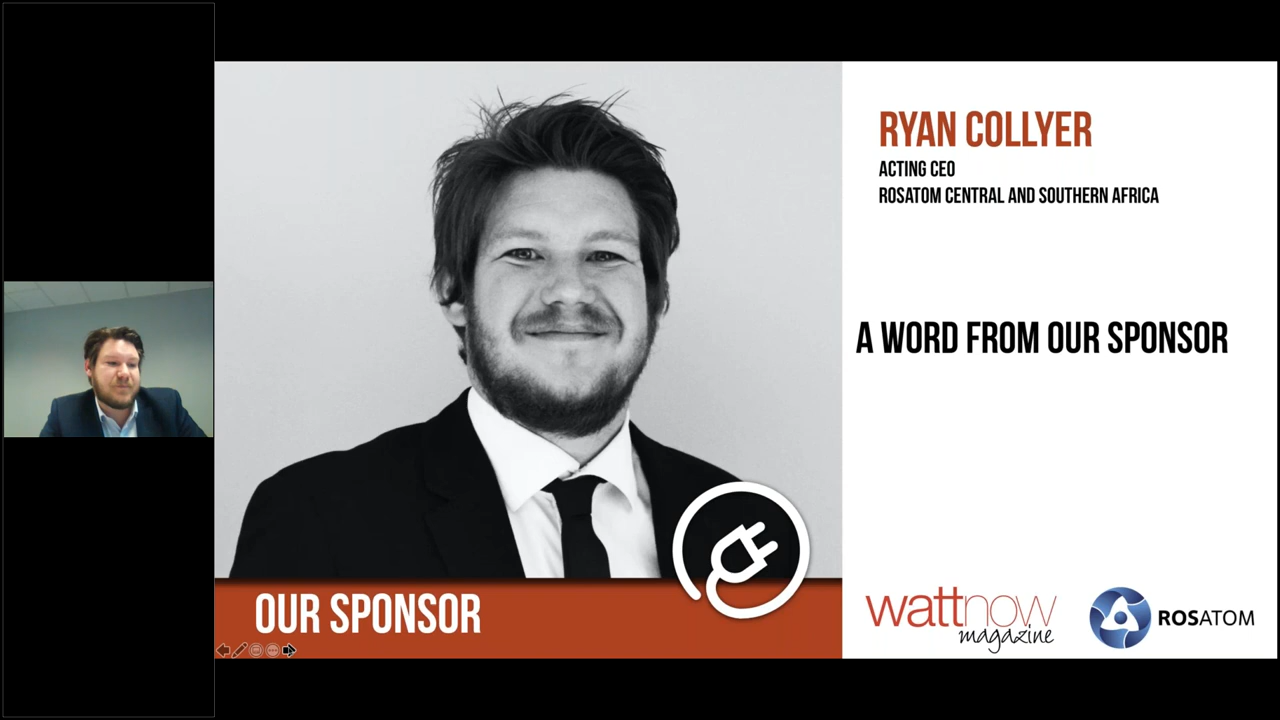 RYAN COLLYER
ACTING CEO
ROSATOM CENTRAL AND SOUTHERN AFRICA
A WORD FROM OUR SPONSOR
OUR SPONSOR
wattnow
magazine
ROSATOM